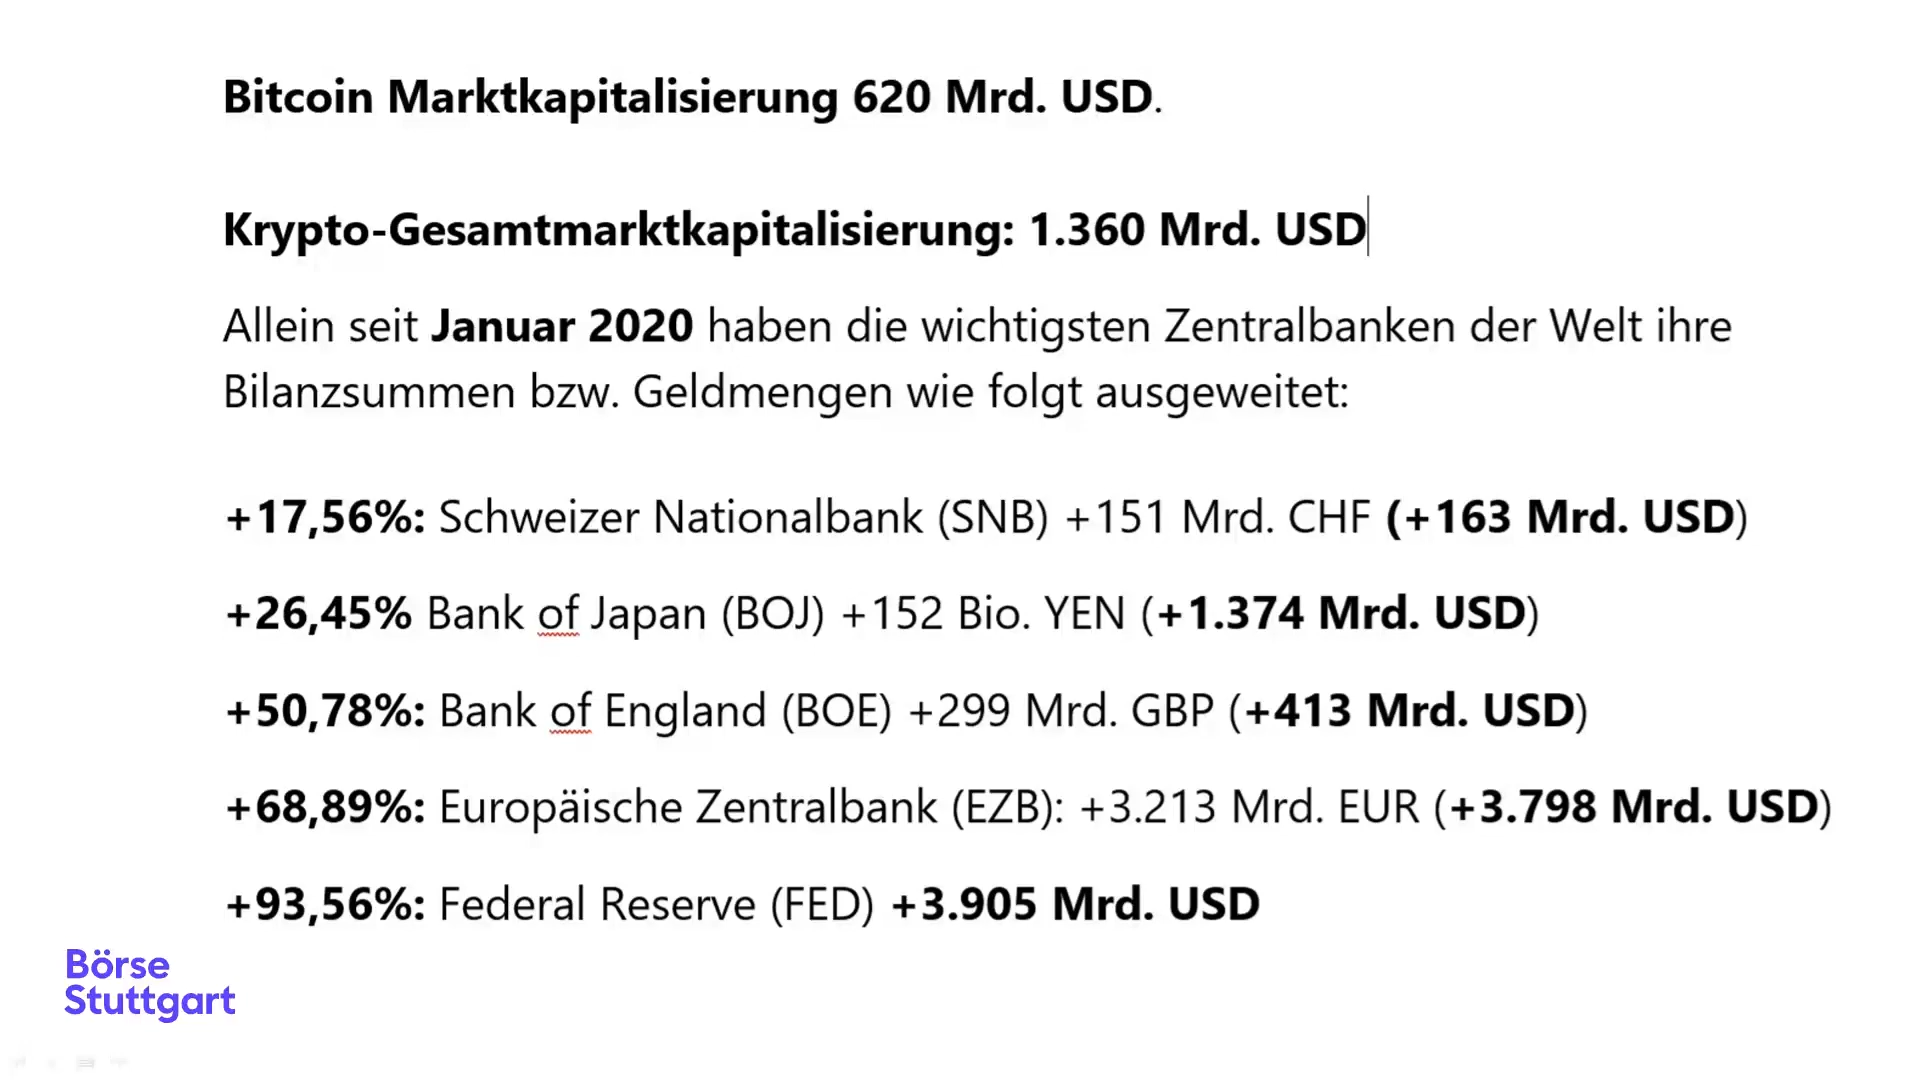 Bitcoin Marktkapitalisierung 620 Mrd. USD.
Krypto-Gesamtmarktkapitalisierung: 1.360 Mrd. USD
Allein seit Januar 2020 haben die wichtigsten Zentralbanken der Welt ihre
Bilanzsummen bzw. Geldmengen wie folgt ausgeweitet:
+17,56%: Schweizer Nationalbank (SNB) +151 Mrd. CHF (+163 Mrd. USD)
+26,45% Bank of Japan (BOJ) +152 Bio. YEN (+1.374 Mrd. USD)
+50,78%: Bank of England (BOE) +299 Mrd. GBP (+413 Mrd. USD)
+68,89%: Europäische Zentralbank (EZB): +3.213 Mrd. EUR (+3.798 Mrd. USD)
+93,56%: Federal Reserve (FED) +3.905 Mrd. USD
Börse
Stuttgart